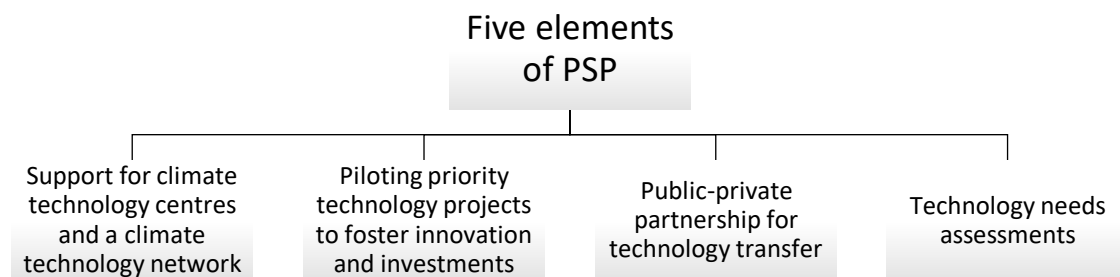 Five elements
of PSP
Support for climate
technology centres
and a climate
technology network
Piloting priority
technology projects
to foster innovation
and investments
Public-private
partnership for
technology transfer
Technology needs
assessments